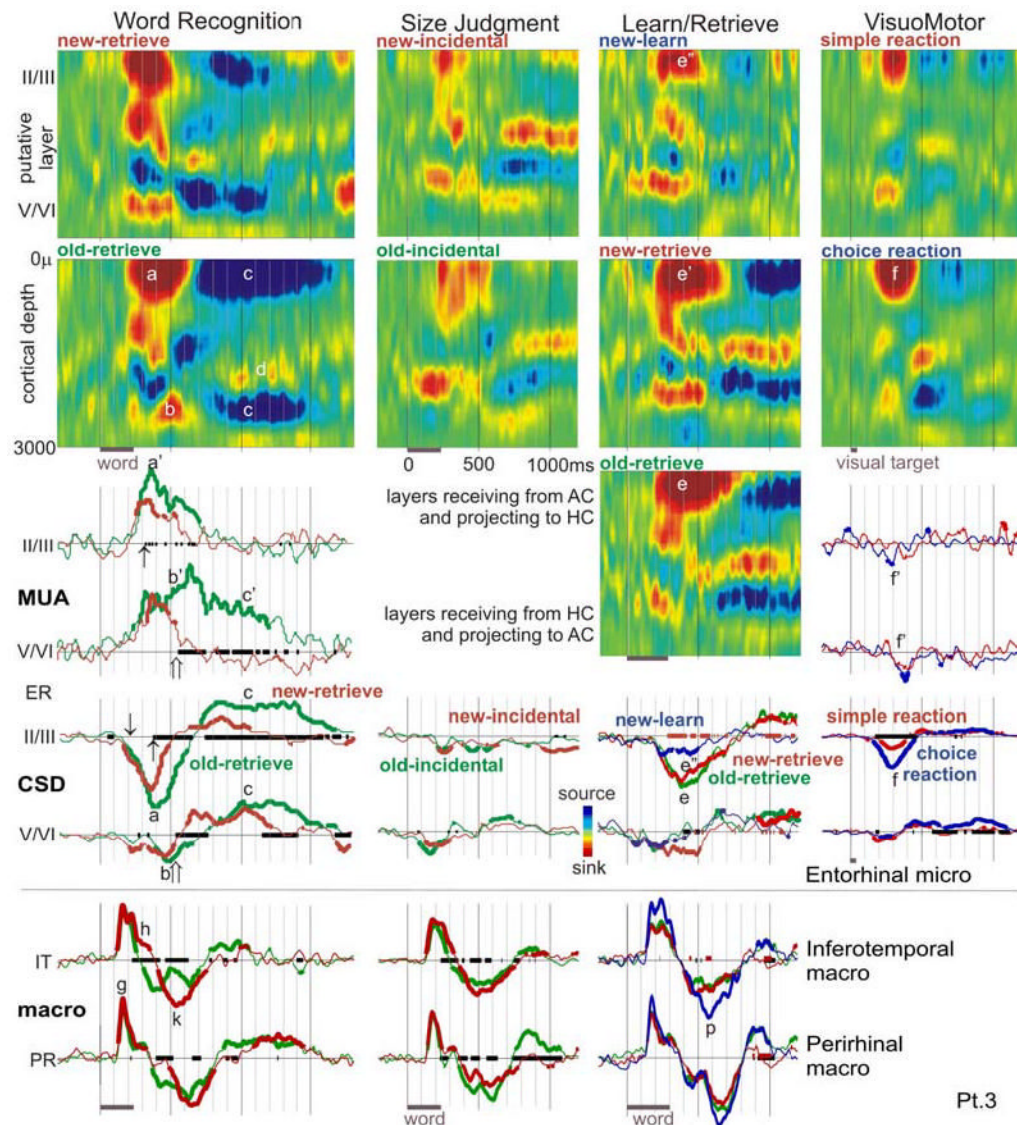 Word Recognition Size Judgment Learn/Retrieve VisuoMotor
new-retrieve new-incidental new-learn simple reaction
II/III
e"
putative
layer
V/VI
old-retrieve old-incidental new-retrieve choice reaction
0μ
a c e' f
cortical depth
d
b c
3000
word 0 500 1000ms old-retrieve visual target
a'
layers receiving from AC
and projecting to HC
e
II/III
f'
MUA b' c'
layers receiving from HC
and projecting to AC
f'
V/VI
ER c new-retrieve
new-incidental new-learn simple reaction
II/III
old-retrieve old-incidental e" new-retrieve choice
old-retrieve reaction
CSD a c source e f
V/VI
b sink
Entorhinal micro
h
IT Inferotemporal
macro
g
macro k p
PR Perirhinal
macro
word word Pt.3